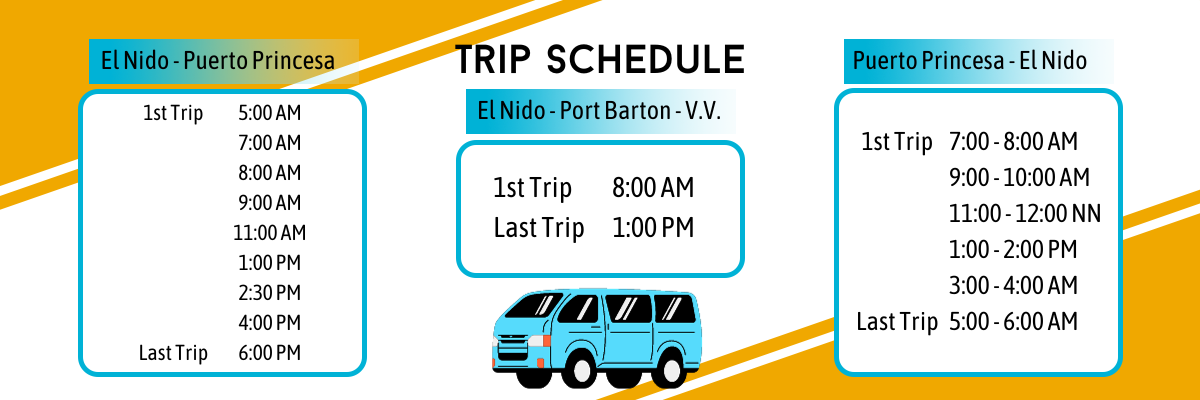 El Nido - Puerto Princesa
1st Trip 5:00 AM
7:00 AM
8:00 AM
9:00 AM
11:00 AM
1:00 PM
2:30 PM
4:00 PM
Last Trip 6:00 PM
TRIP SCHEDULE
El Nido - Port Barton - V.V.
1st Trip 8:00 AM
Last Trip 1:00 PM
Puerto Princesa - El Nido
1st Trip 7:00 - 8:00 AM
9:00 - 10:00 AM
11:00 - 12:00 NN
1:00 - 2:00 PM
3:00 - 4:00 AM
Last Trip 5:00 - 6:00 AM